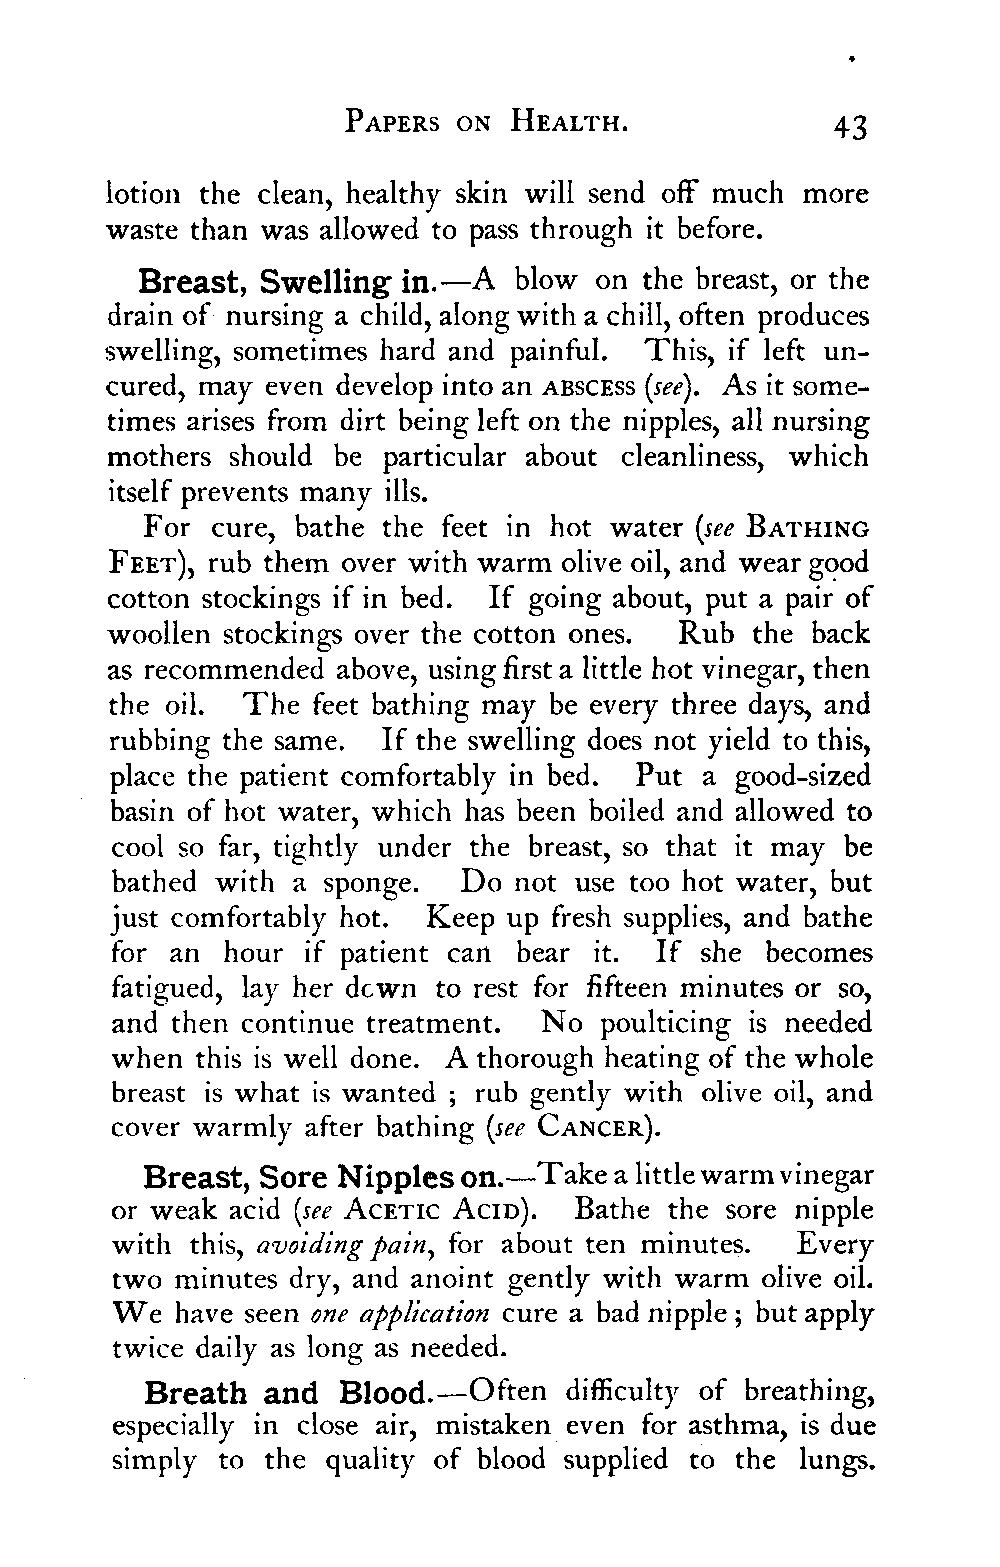 PAPERS ON HEALTH. 43
lotion the clean, healthy skin will send off much more
waste than was allowed to pass through it before.
Breast, Swelling in.—A blow on the breast, or the
drain of nursing a child, along with a chill, often produces
swelling, sometimes hard and painful. This, if left un-
cured, may even develop into an ABSCESS (see). As it some-
times arises from dirt being left on the nipples, all nursing
mothers should be particular about cleanliness, which
itself prevents many ills.
For cure, bathe the feet in hot water (see BATHING
FEET), rub them over with warm olive oil, and wear good
cotton stockings if in bed. If going about, put a pair of
woollen stockings over the cotton ones. Rub the back
as recommended above, using first a little hot vinegar, then
the oil. The feet bathing may be every three days, and
rubbing the same. If the swelling does not yield to this,
place the patient comfortably in bed. Put a good-sized
basin of hot water, which has been boiled and allowed to
cool so far, tightly under the breast, so that it may be
bathed with a sponge. Do not use too hot water, but
just comfortably hot. Keep up fresh supplies, and bathe
for an hour if patient can bear it. If she becomes
fatigued, lay her down to rest for fifteen minutes or so,
and then continue treatment. No poulticing is needed
when this is well done. A thorough heating of the whole
breast is what is wanted ; rub gently with olive oil, and
cover warmly after bathing (see CANCER).
Breast, Sore Nipples on.—Take a little warm vinegar
or weak acid (see ACETIC ACID). Bathe the sore nipple
with this, avoiding pain, for about ten minutes. Every
two minutes dry, and anoint gently with warm olive oil.
We have seen one application cure a bad nipple ; but apply
twice daily as long as needed.
Breath and Blood.—Often difficulty of breathing,
especially in close air, mistaken even for asthma, is due
simply to the quality of blood supplied to the lungs.